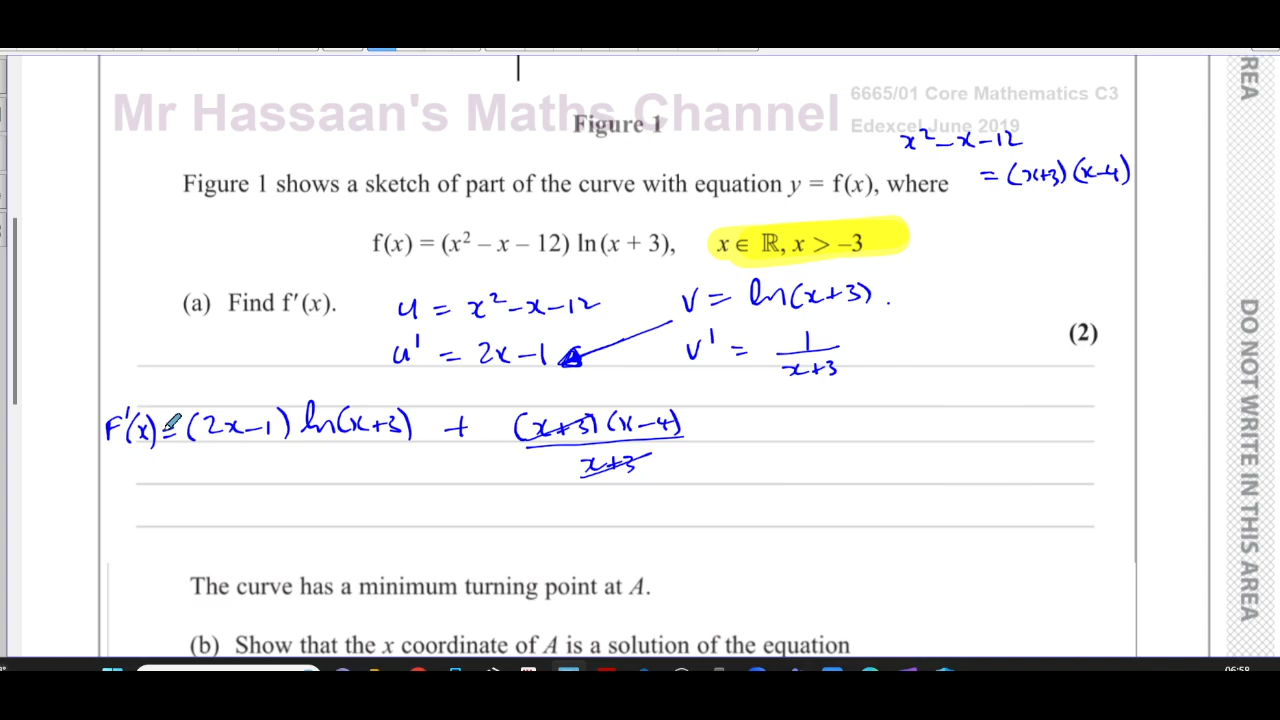 Mr Hassaan's Maths Channel
6665/01 Core Mathematics C3
Edexcel June 2019
Figure 1
x² – x – 12
= (x+3)(x–4)
Figure 1 shows a sketch of part of the curve with equation y = f(x), where
f(x) = (x² – x – 12) ln(x + 3), x ∈ ℝ, x > –3
(a) Find f′(x).
u = x² – x – 12 v = ln(x+3).
u' = 2x – 1 v' = 1/(x+3)
(2)
F'(x) = (2x–1) ln(x+3) + (x+3)(x–4)
x+3
The curve has a minimum turning point at A.
(b) Show that the x coordinate of A is a solution of the equation
REA
DO NOT WRITE IN THIS AREA